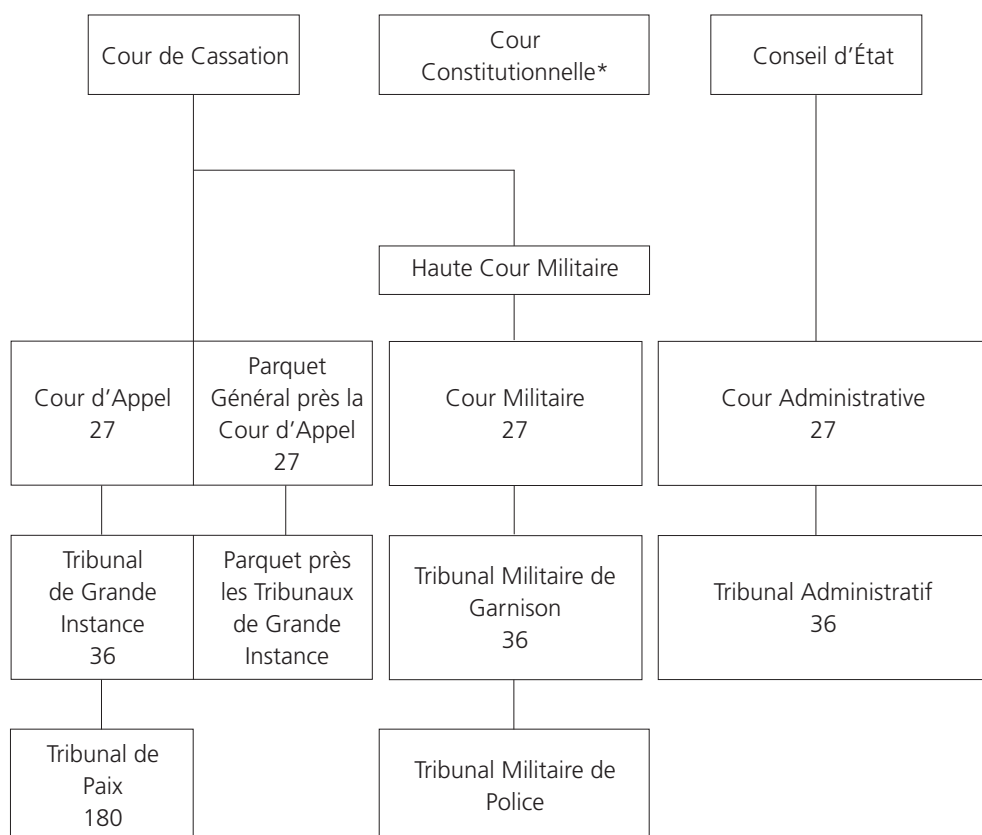 Cour de Cassation
Cour
Constitutionnelle*
Conseil d’État
Haute Cour Militaire
Cour d’Appel
27
Parquet
Général près la
Cour d’Appel
27
Cour Militaire
27
Cour Administrative
27
Tribunal
de Grande
Instance
36
Parquet près
les Tribunaux
de Grande
Instance
Tribunal Militaire de
Garnison
36
Tribunal Administratif
36
Tribunal de
Paix
180
Tribunal Militaire de
Police